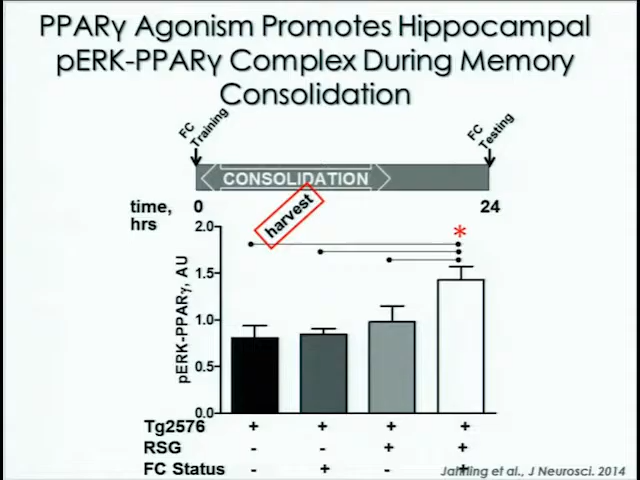 PPARγ Agonism Promotes Hippocampal
pERK-PPARγ Complex During Memory
Consolidation
FC
Training
FC
Testing
CONSOLIDATION
time,
hrs
0
24
harvest
*
pERK-PPARγ, AU
2.0
1.5
1.0
0.5
0.0
Tg2576 + + + +
RSG - - + +
FC Status - + - +
Jahrling et al., J Neurosci. 2014